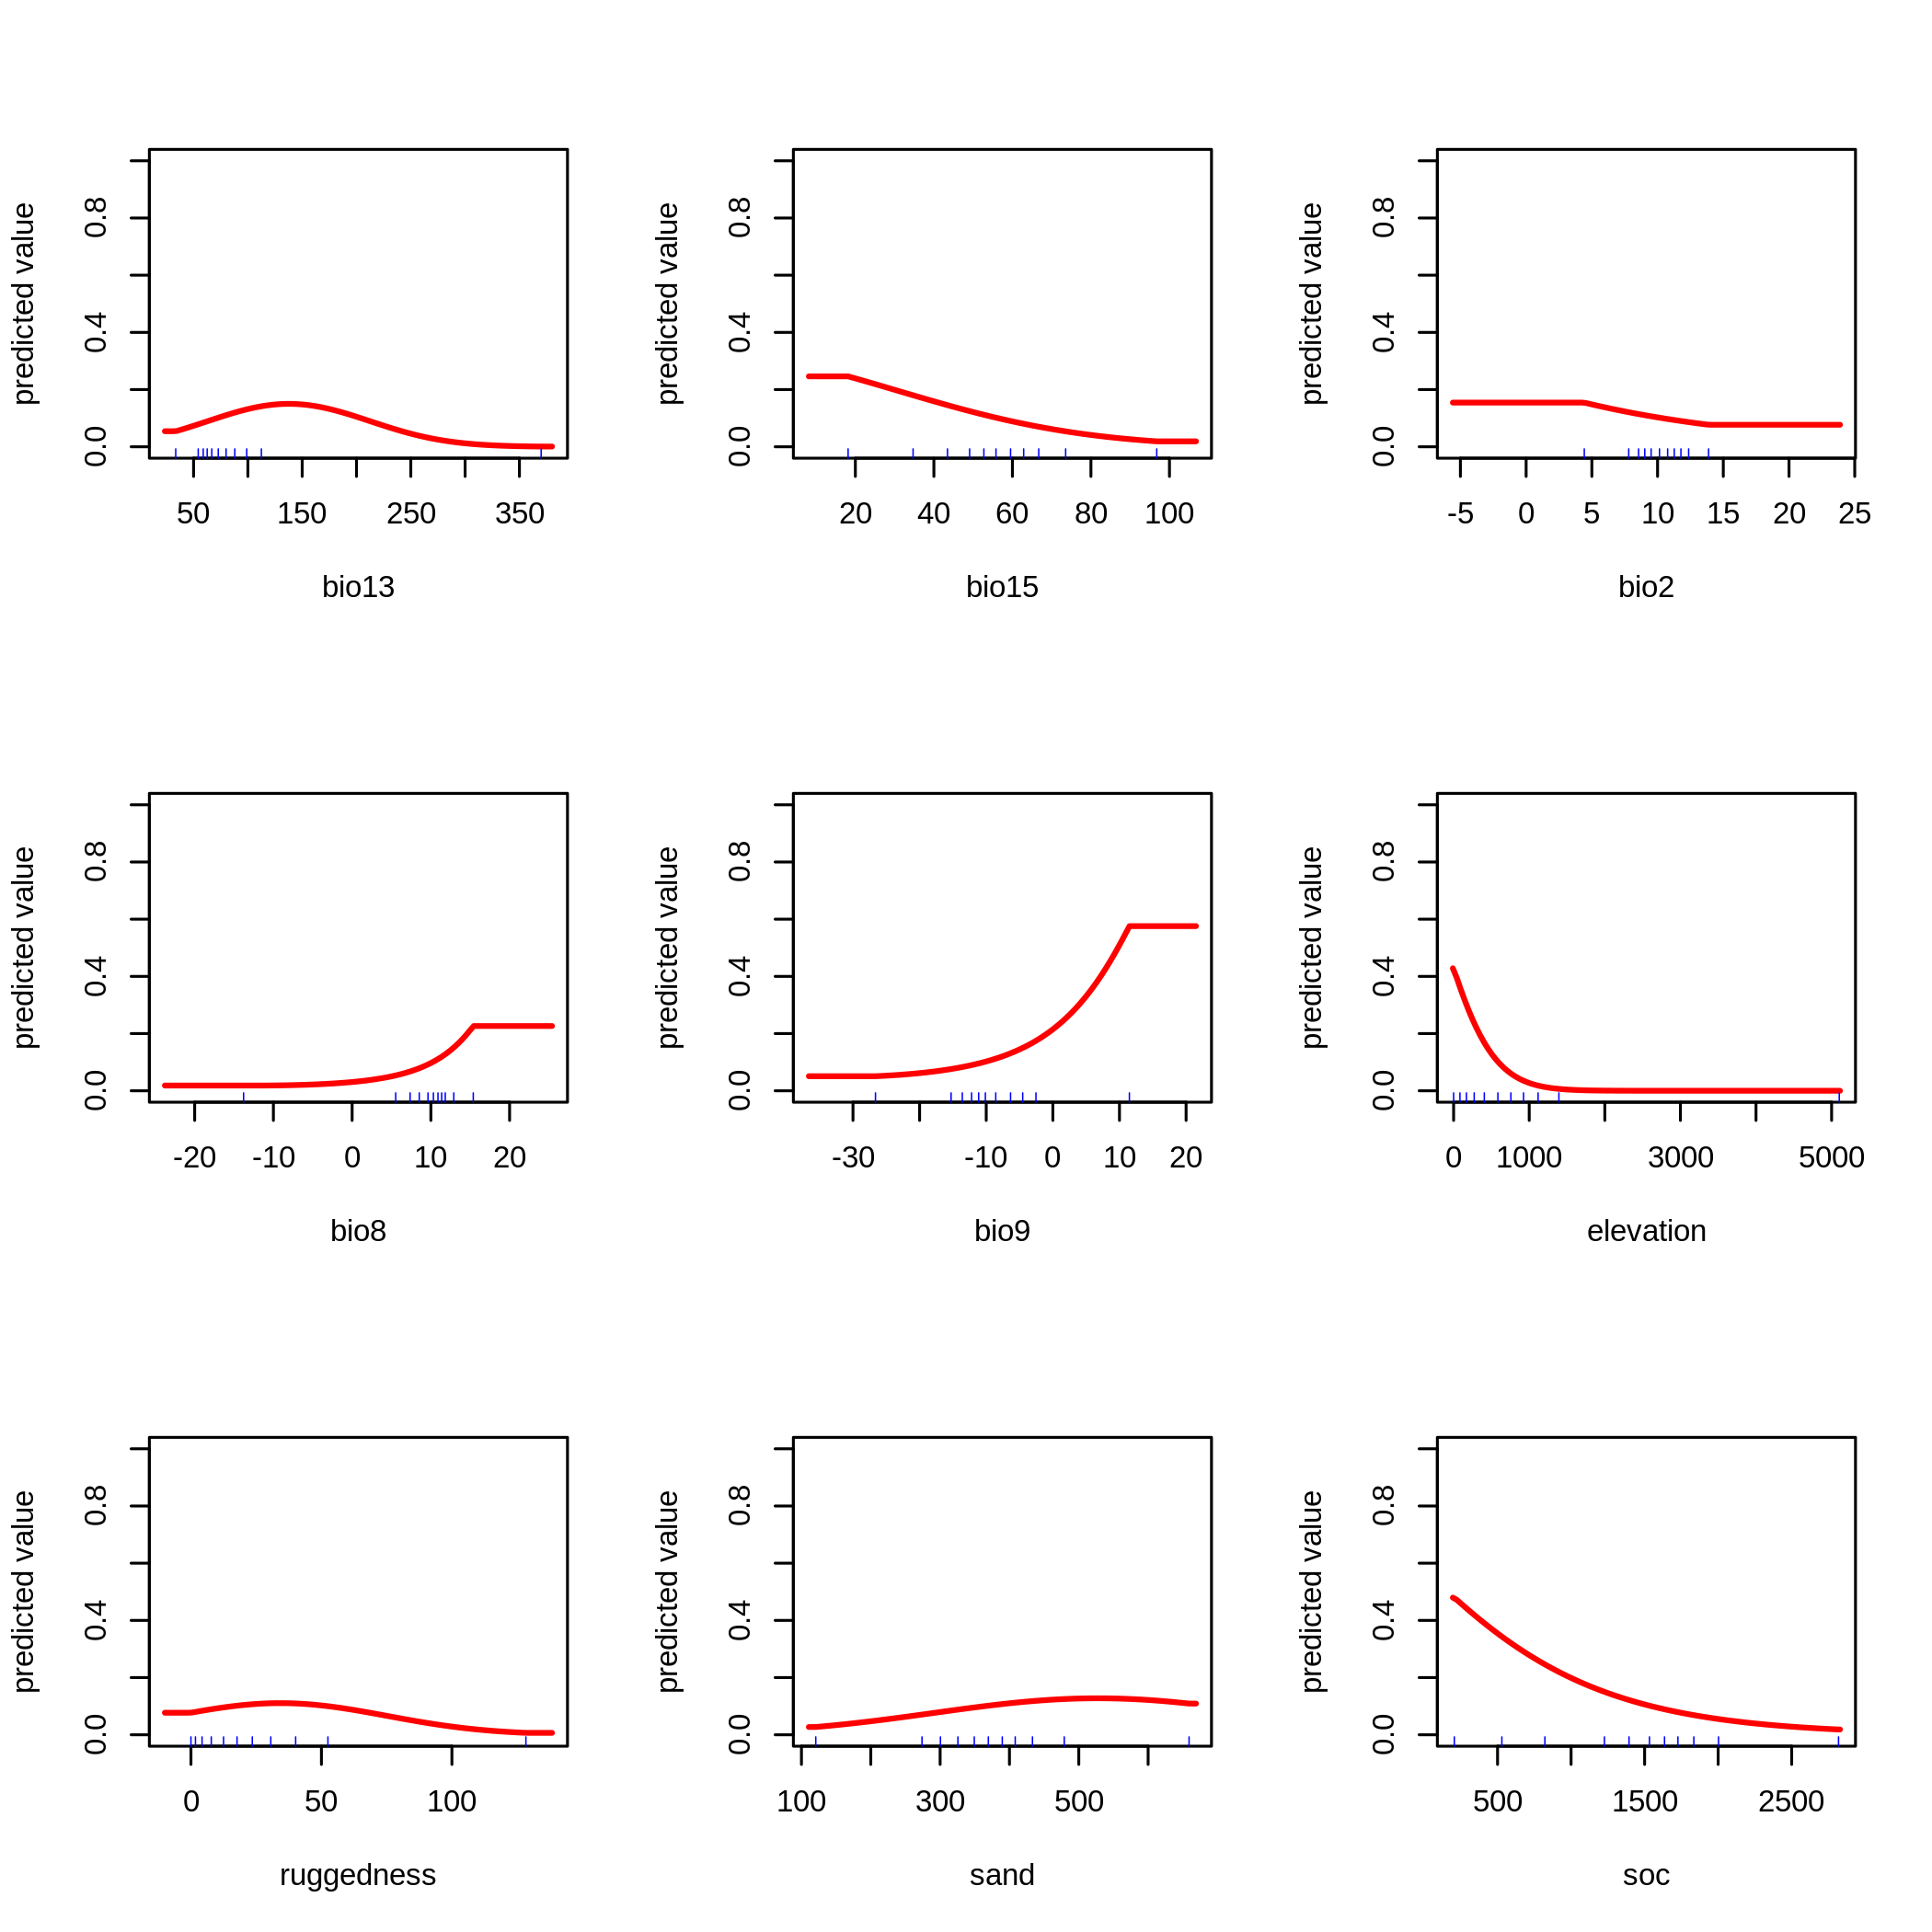 predicted value
0.0 0.4 0.8
50 150 250 350
bio13
predicted value
0.0 0.4 0.8
20 40 60 80 100
bio15
predicted value
0.0 0.4 0.8
-5 0 5 10 15 20 25
bio2
predicted value
0.0 0.4 0.8
-20 -10 0 10 20
bio8
predicted value
0.0 0.4 0.8
-30 -10 0 10 20
bio9
predicted value
0.0 0.4 0.8
0 1000 3000 5000
elevation
predicted value
0.0 0.4 0.8
0 50 100
ruggedness
predicted value
0.0 0.4 0.8
100 300 500
sand
predicted value
0.0 0.4 0.8
500 1500 2500
soc